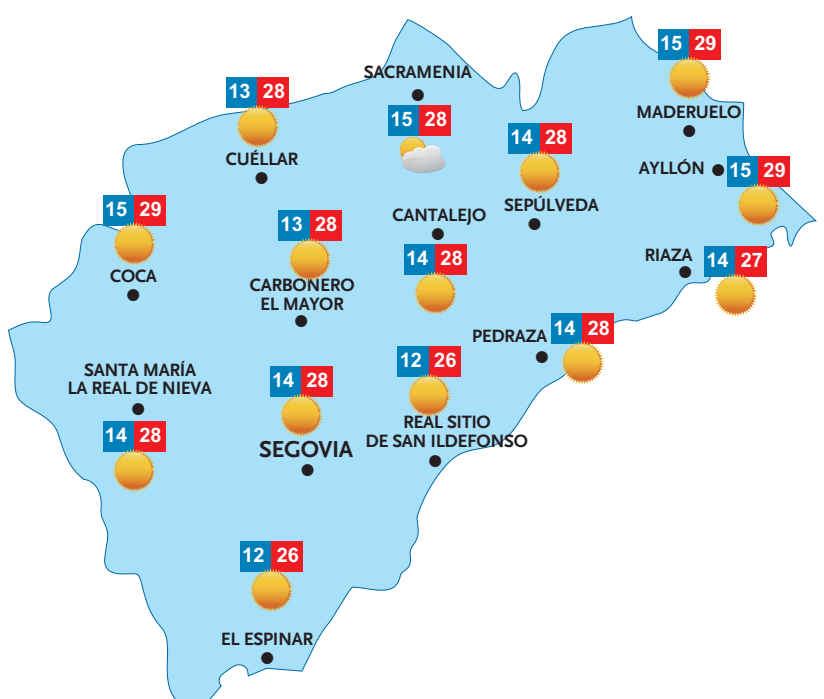 15 29
MADERUELO
SACRAMENIA
15 28
13 28
CUÉLLAR
14 28
SEPÚLVEDA
AYLLÓN
15 29
15 29
COCA
CANTALEJO
14 28
13 28
CARBONERO
EL MAYOR
RIAZA
14 27
PEDRAZA
14 28
SANTA MARÍA
LA REAL DE NIEVA
14 28
14 28
SEGOVIA
12 26
REAL SITIO
DE SAN ILDEFONSO
12 26
EL ESPINAR